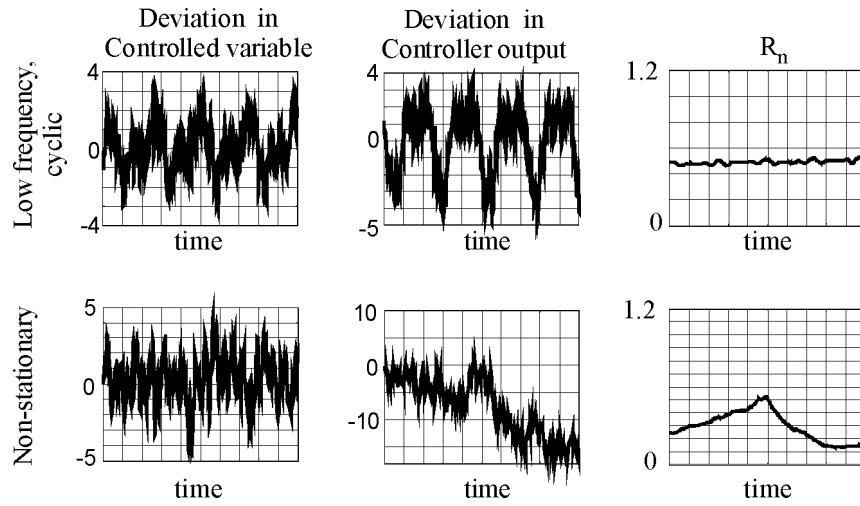 Deviation in
Controlled variable
Deviation in
Controller output
Rn
Low frequency,
cyclic
4
0
-4
time
4
0
-5
time
1.2
0
time
Non-stationary
5
0
-5
time
10
0
-10
time
1.2
0
time